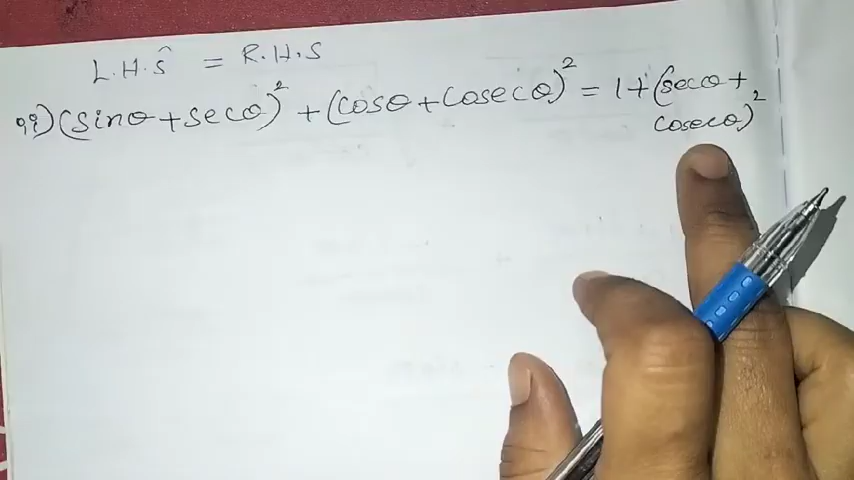 L.H.S = R.H.S
ii) (sinθ + secθ)² + (cosθ + cosecθ)² = 1 + (secθ +
cosecθ)²